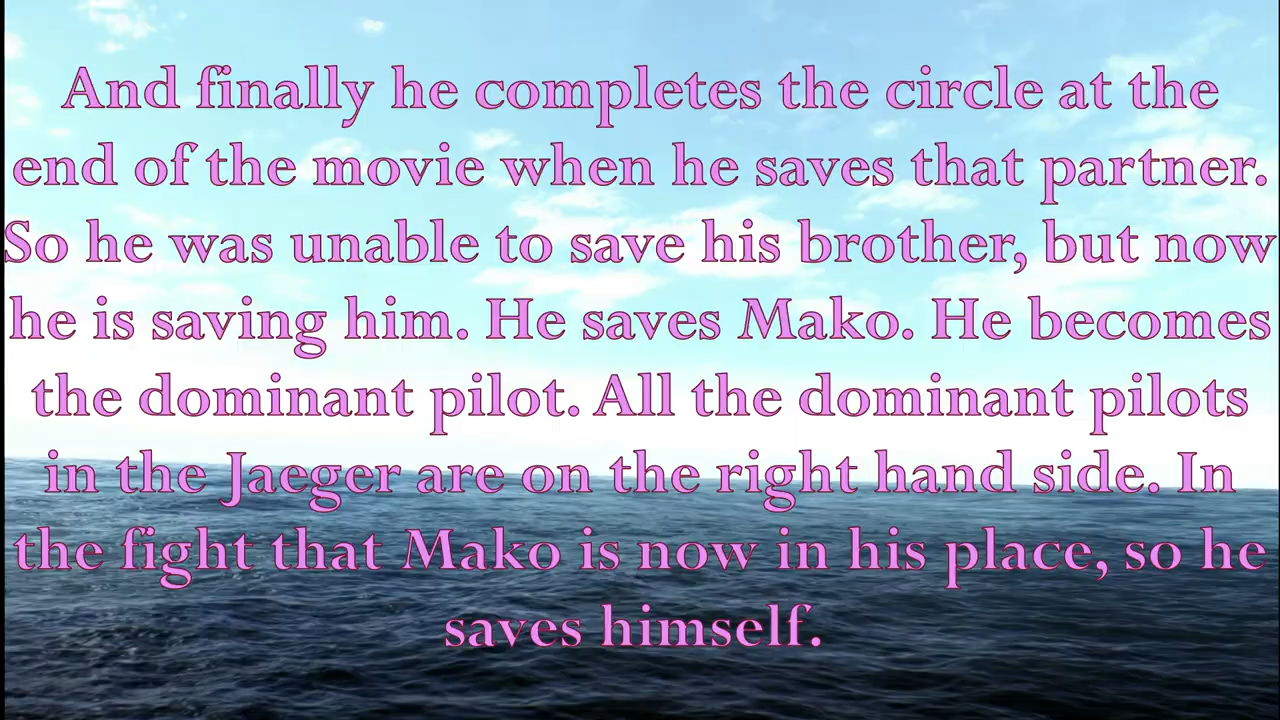 And finally he completes the circle at the
end of the movie when he saves that partner.
So he was unable to save his brother, but now
he is saving him. He saves Mako. He becomes
the dominant pilot. All the dominant pilots
in the Jaeger are on the right hand side. In
the fight that Mako is now in his place, so he
saves himself.